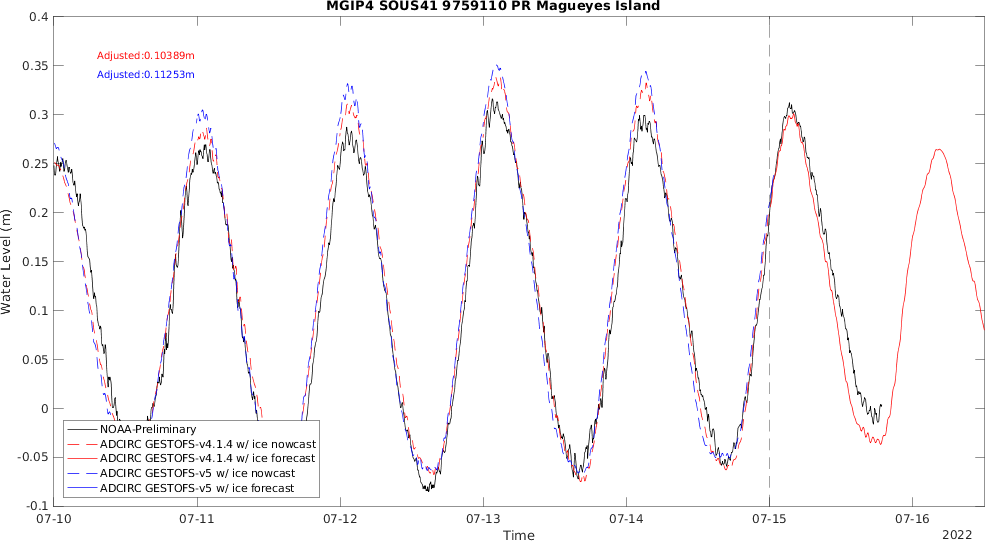 MGIP4 SOUS41 9759110 PR Magueyes Island
Adjusted:0.10389m
Adjusted:0.11253m
Water Level (m)
0.4
0.35
0.3
0.25
0.2
0.15
0.1
0.05
0
-0.05
-0.1
NOAA-Preliminary
ADCIRC GESTOFS-v4.1.4 w/ ice nowcast
ADCIRC GESTOFS-v4.1.4 w/ ice forecast
ADCIRC GESTOFS-v5 w/ ice nowcast
ADCIRC GESTOFS-v5 w/ ice forecast
07-10 07-11 07-12 07-13 07-14 07-15 07-16
Time
2022